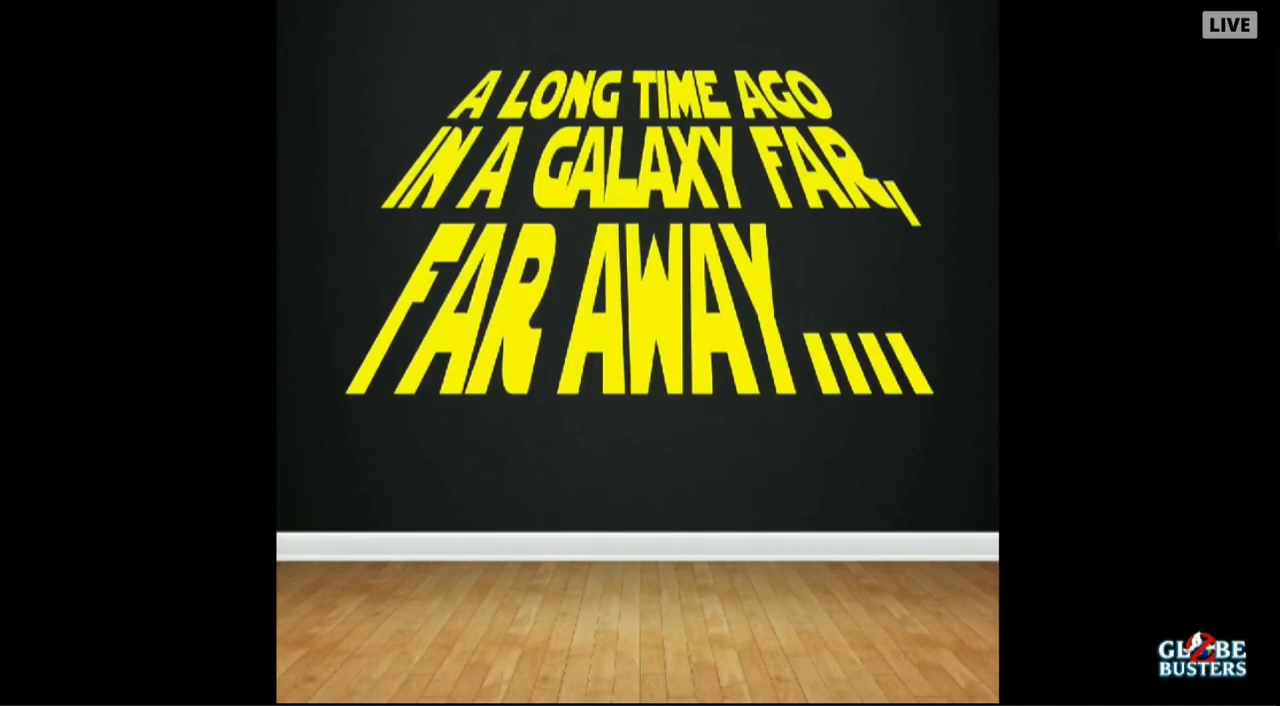 LIVE
A LONG TIME AGO
IN A GALAXY FAR,
FAR AWAY....
GLOBE
BUSTERS